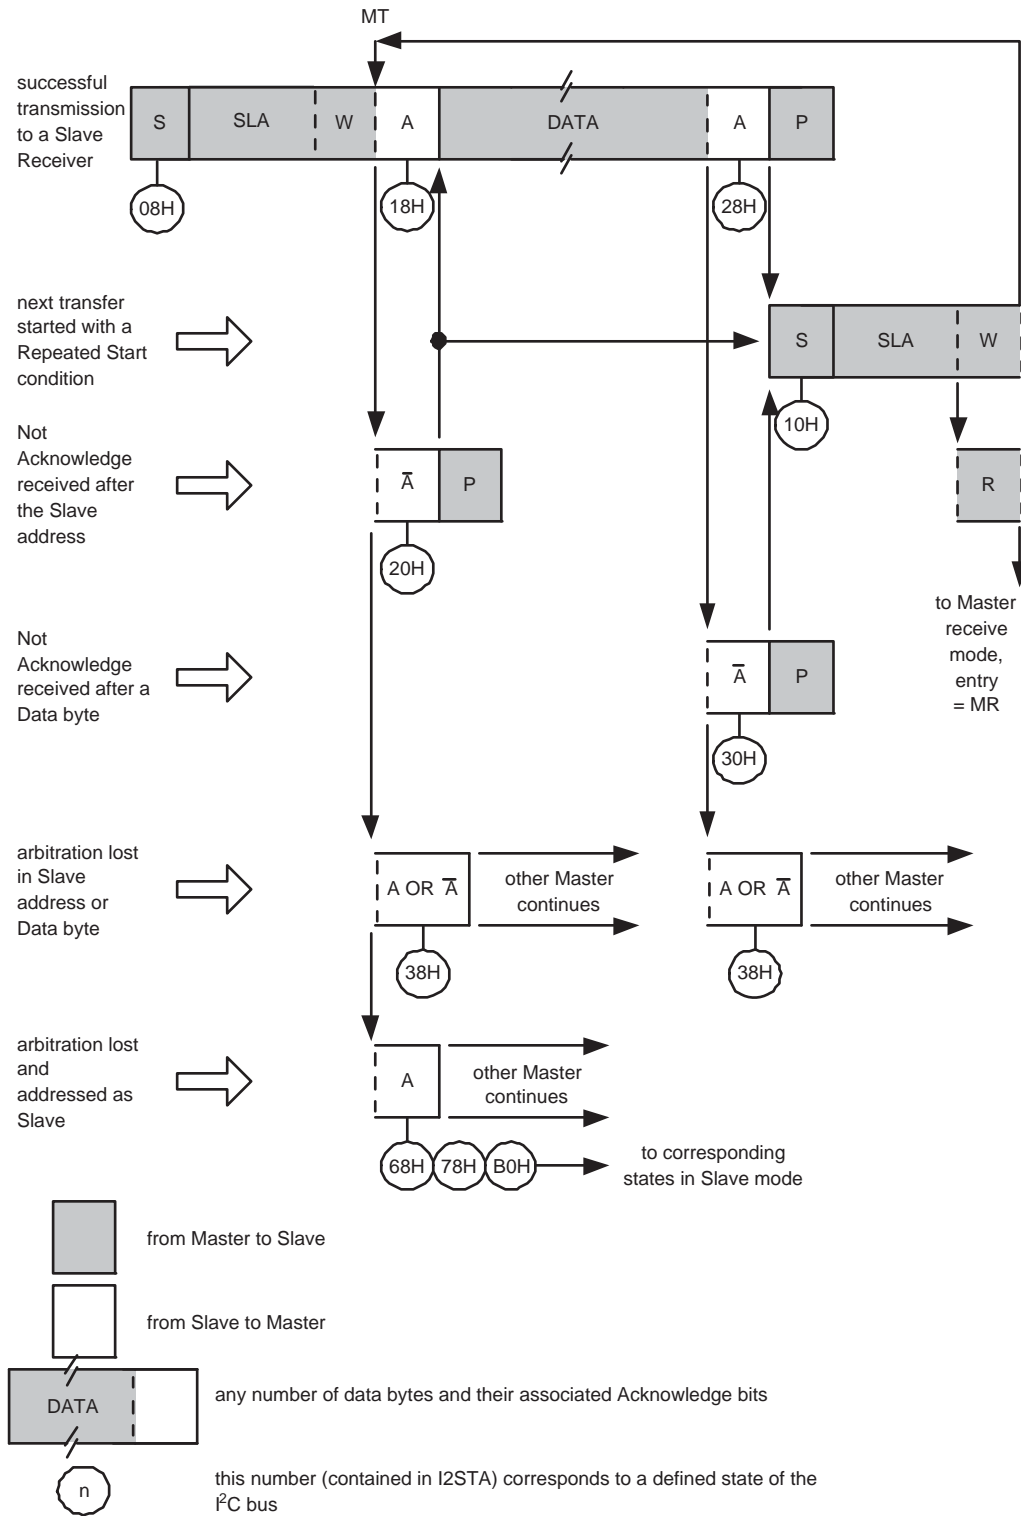 MT
successful
transmission
to a Slave
Receiver
S SLA W A DATA A P
08H 18H 28H
next transfer
started with a
Repeated Start
condition
S SLA W
10H
Not
Acknowledge
received after
the Slave
address
A̅ P
R
20H
to Master
receive
mode,
entry
= MR
Not
Acknowledge
received after a
Data byte
A̅ P
30H
arbitration lost
in Slave
address or
Data byte
A OR A̅
other Master
continues
A OR A̅
other Master
continues
38H 38H
arbitration lost
and
addressed as
Slave
A
other Master
continues
68H 78H B0H
to corresponding
states in Slave mode
from Master to Slave
from Slave to Master
DATA
any number of data bytes and their associated Acknowledge bits
n
this number (contained in I2STA) corresponds to a defined state of the
I²C bus